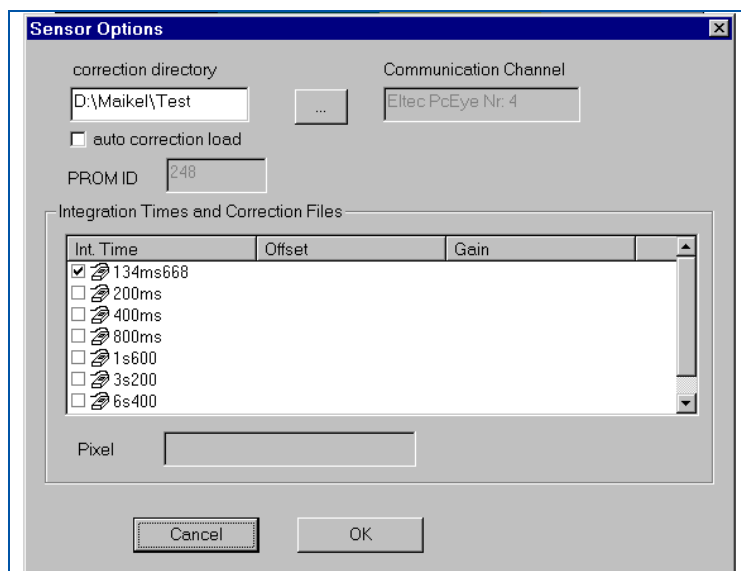 Sensor Options
correction directory
Communication Channel
D:\Maikel\Test
...
Eltec PcEye Nr: 4
auto correction load
PROM ID
248
Integration Times and Correction Files
Int. Time
Offset
Gain
134ms668
200ms
400ms
800ms
1s600
3s200
6s400
Pixel
Cancel
OK